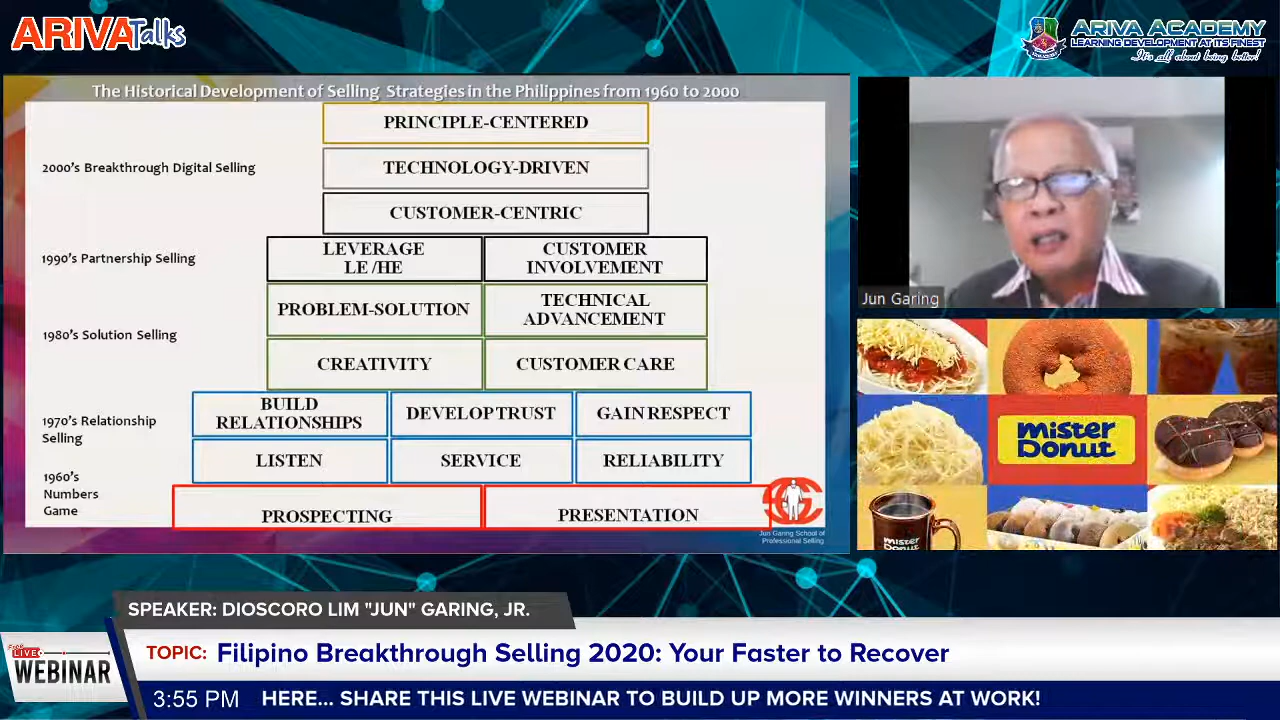 ARIVA Talks
ARIVA ACADEMY
LEARNING DEVELOPMENT AT ITS FINEST
It's all about being better!
The Historical Development of Selling Strategies in the Philippines from 1960 to 2000
PRINCIPLE-CENTERED
2000's Breakthrough Digital Selling
TECHNOLOGY-DRIVEN
CUSTOMER-CENTRIC
1990's Partnership Selling
LEVERAGE
LE /HE
CUSTOMER
INVOLVEMENT
1980's Solution Selling
PROBLEM-SOLUTION
TECHNICAL
ADVANCEMENT
CREATIVITY
CUSTOMER CARE
1970's Relationship
Selling
BUILD
RELATIONSHIPS
DEVELOP TRUST
GAIN RESPECT
LISTEN
SERVICE
RELIABILITY
1960's
Numbers
Game
PROSPECTING
PRESENTATION
Jun Garing School of
Professional Selling
Jun Garing
mister
Donut
mister
Donut
SPEAKER: DIOSCORO LIM "JUN" GARING, JR.
Free
LIVE
WEBINAR
TOPIC: Filipino Breakthrough Selling 2020: Your Faster to Recover
3:55 PM HERE... SHARE THIS LIVE WEBINAR TO BUILD UP MORE WINNERS AT WORK!